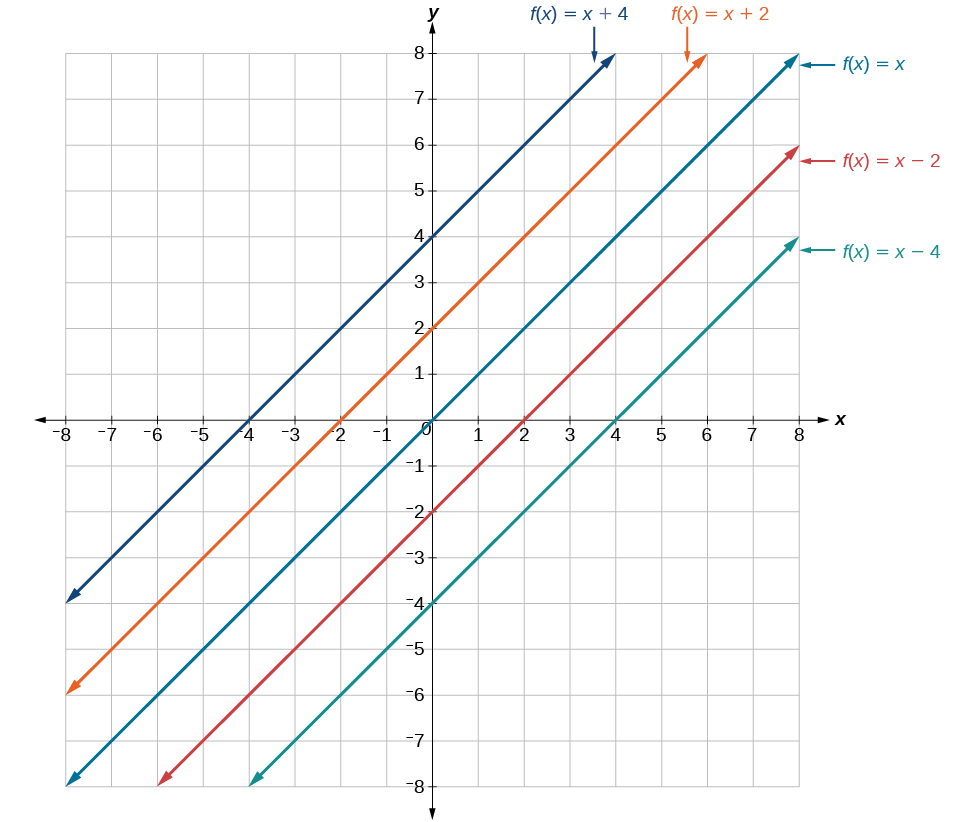 f(x) = x + 4
f(x) = x + 2
y
8
f(x) = x
7
6
f(x) = x − 2
5
4
f(x) = x − 4
3
2
1
x
−8 −7 −6 −5 −4 −3 −2 −1 0 1 2 3 4 5 6 7 8
−1
−2
−3
−4
−5
−6
−7
−8